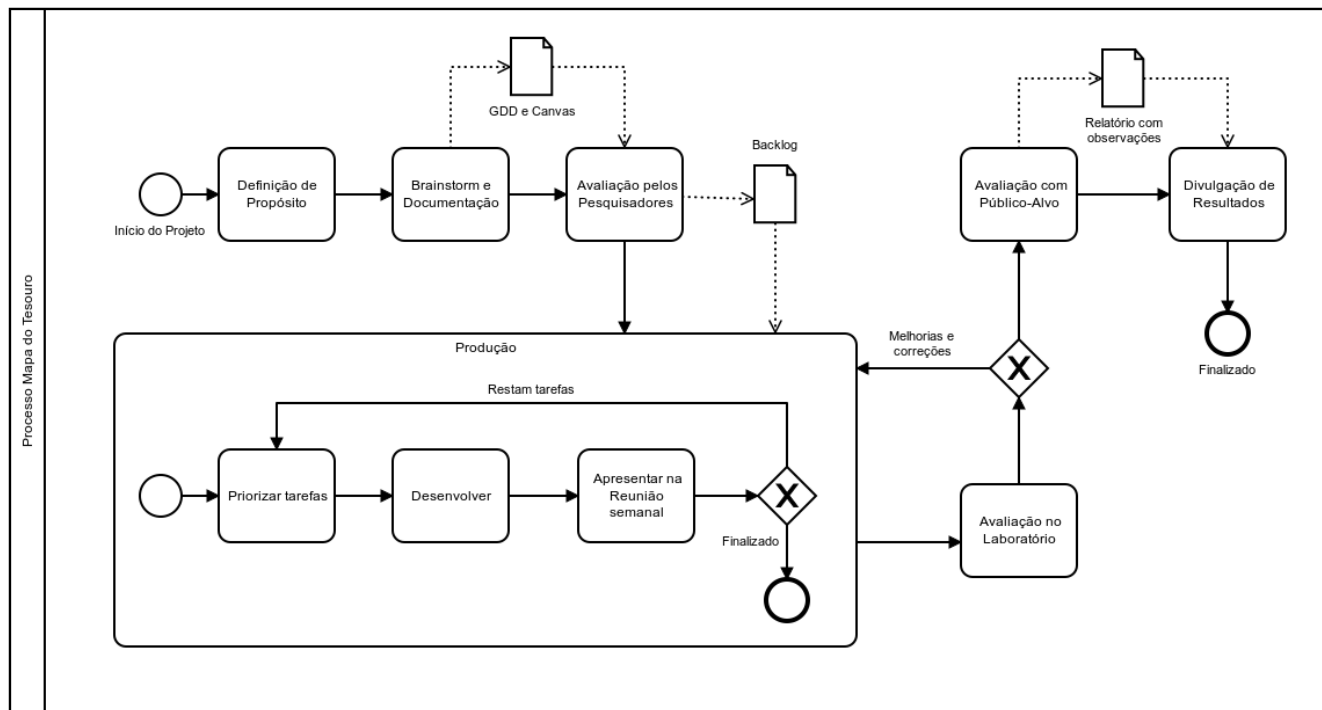 Processo Mapa do Tesouro
GDD e Canvas
Relatório com
observações
Backlog
Início do Projeto
Definição de
Propósito
Brainstorm e
Documentação
Avaliação pelos
Pesquisadores
Avaliação com
Público-Alvo
Divulgação de
Resultados
Finalizado
Melhorias e
correções
Produção
Restam tarefas
Priorizar tarefas
Desenvolver
Apresentar na
Reunião
semanal
X
Finalizado
Avaliação no
Laboratório
X